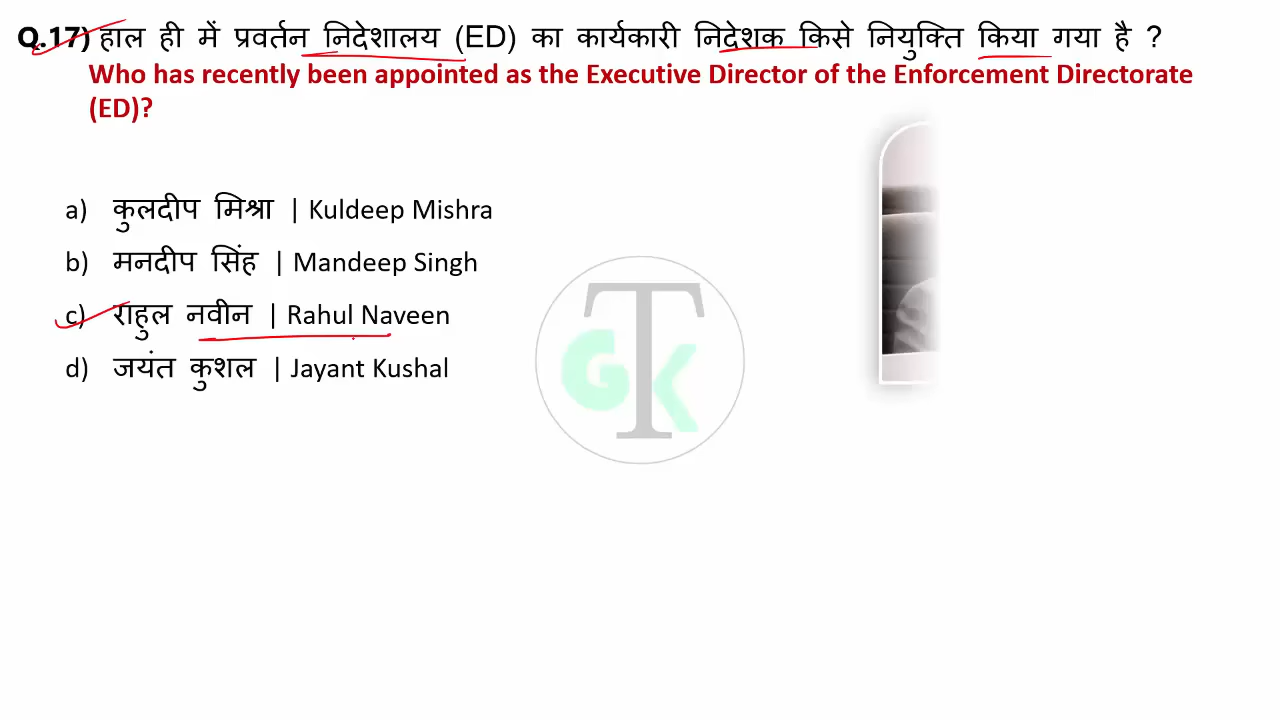 Q.17) हाल ही में प्रवर्तन निदेशालय (ED) का कार्यकारी निदेशक किसे नियुक्ति किया गया है ?
Who has recently been appointed as the Executive Director of the Enforcement Directorate
(ED)?
a) कुलदीप मिश्रा | Kuldeep Mishra
b) मनदीप सिंह | Mandeep Singh
c) राहुल नवीन | Rahul Naveen
d) जयंत कुशल | Jayant Kushal
GTK